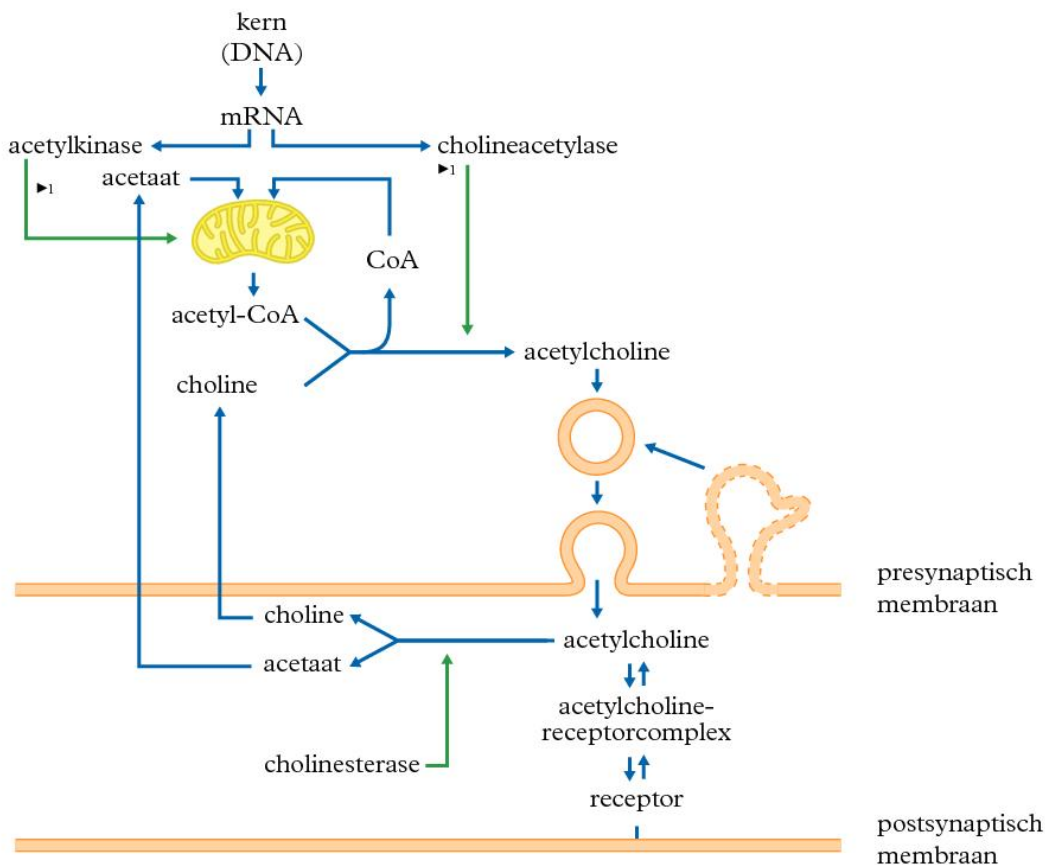 kern
(DNA)
mRNA
acetylkinase
cholineacetylase
►1
►1
acetaat
CoA
acetyl-CoA
acetylcholine
choline
presynaptisch
membraan
choline
acetylcholine
acetaat
acetylcholine-
receptorcomplex
cholinesterase
receptor
postsynaptisch
membraan